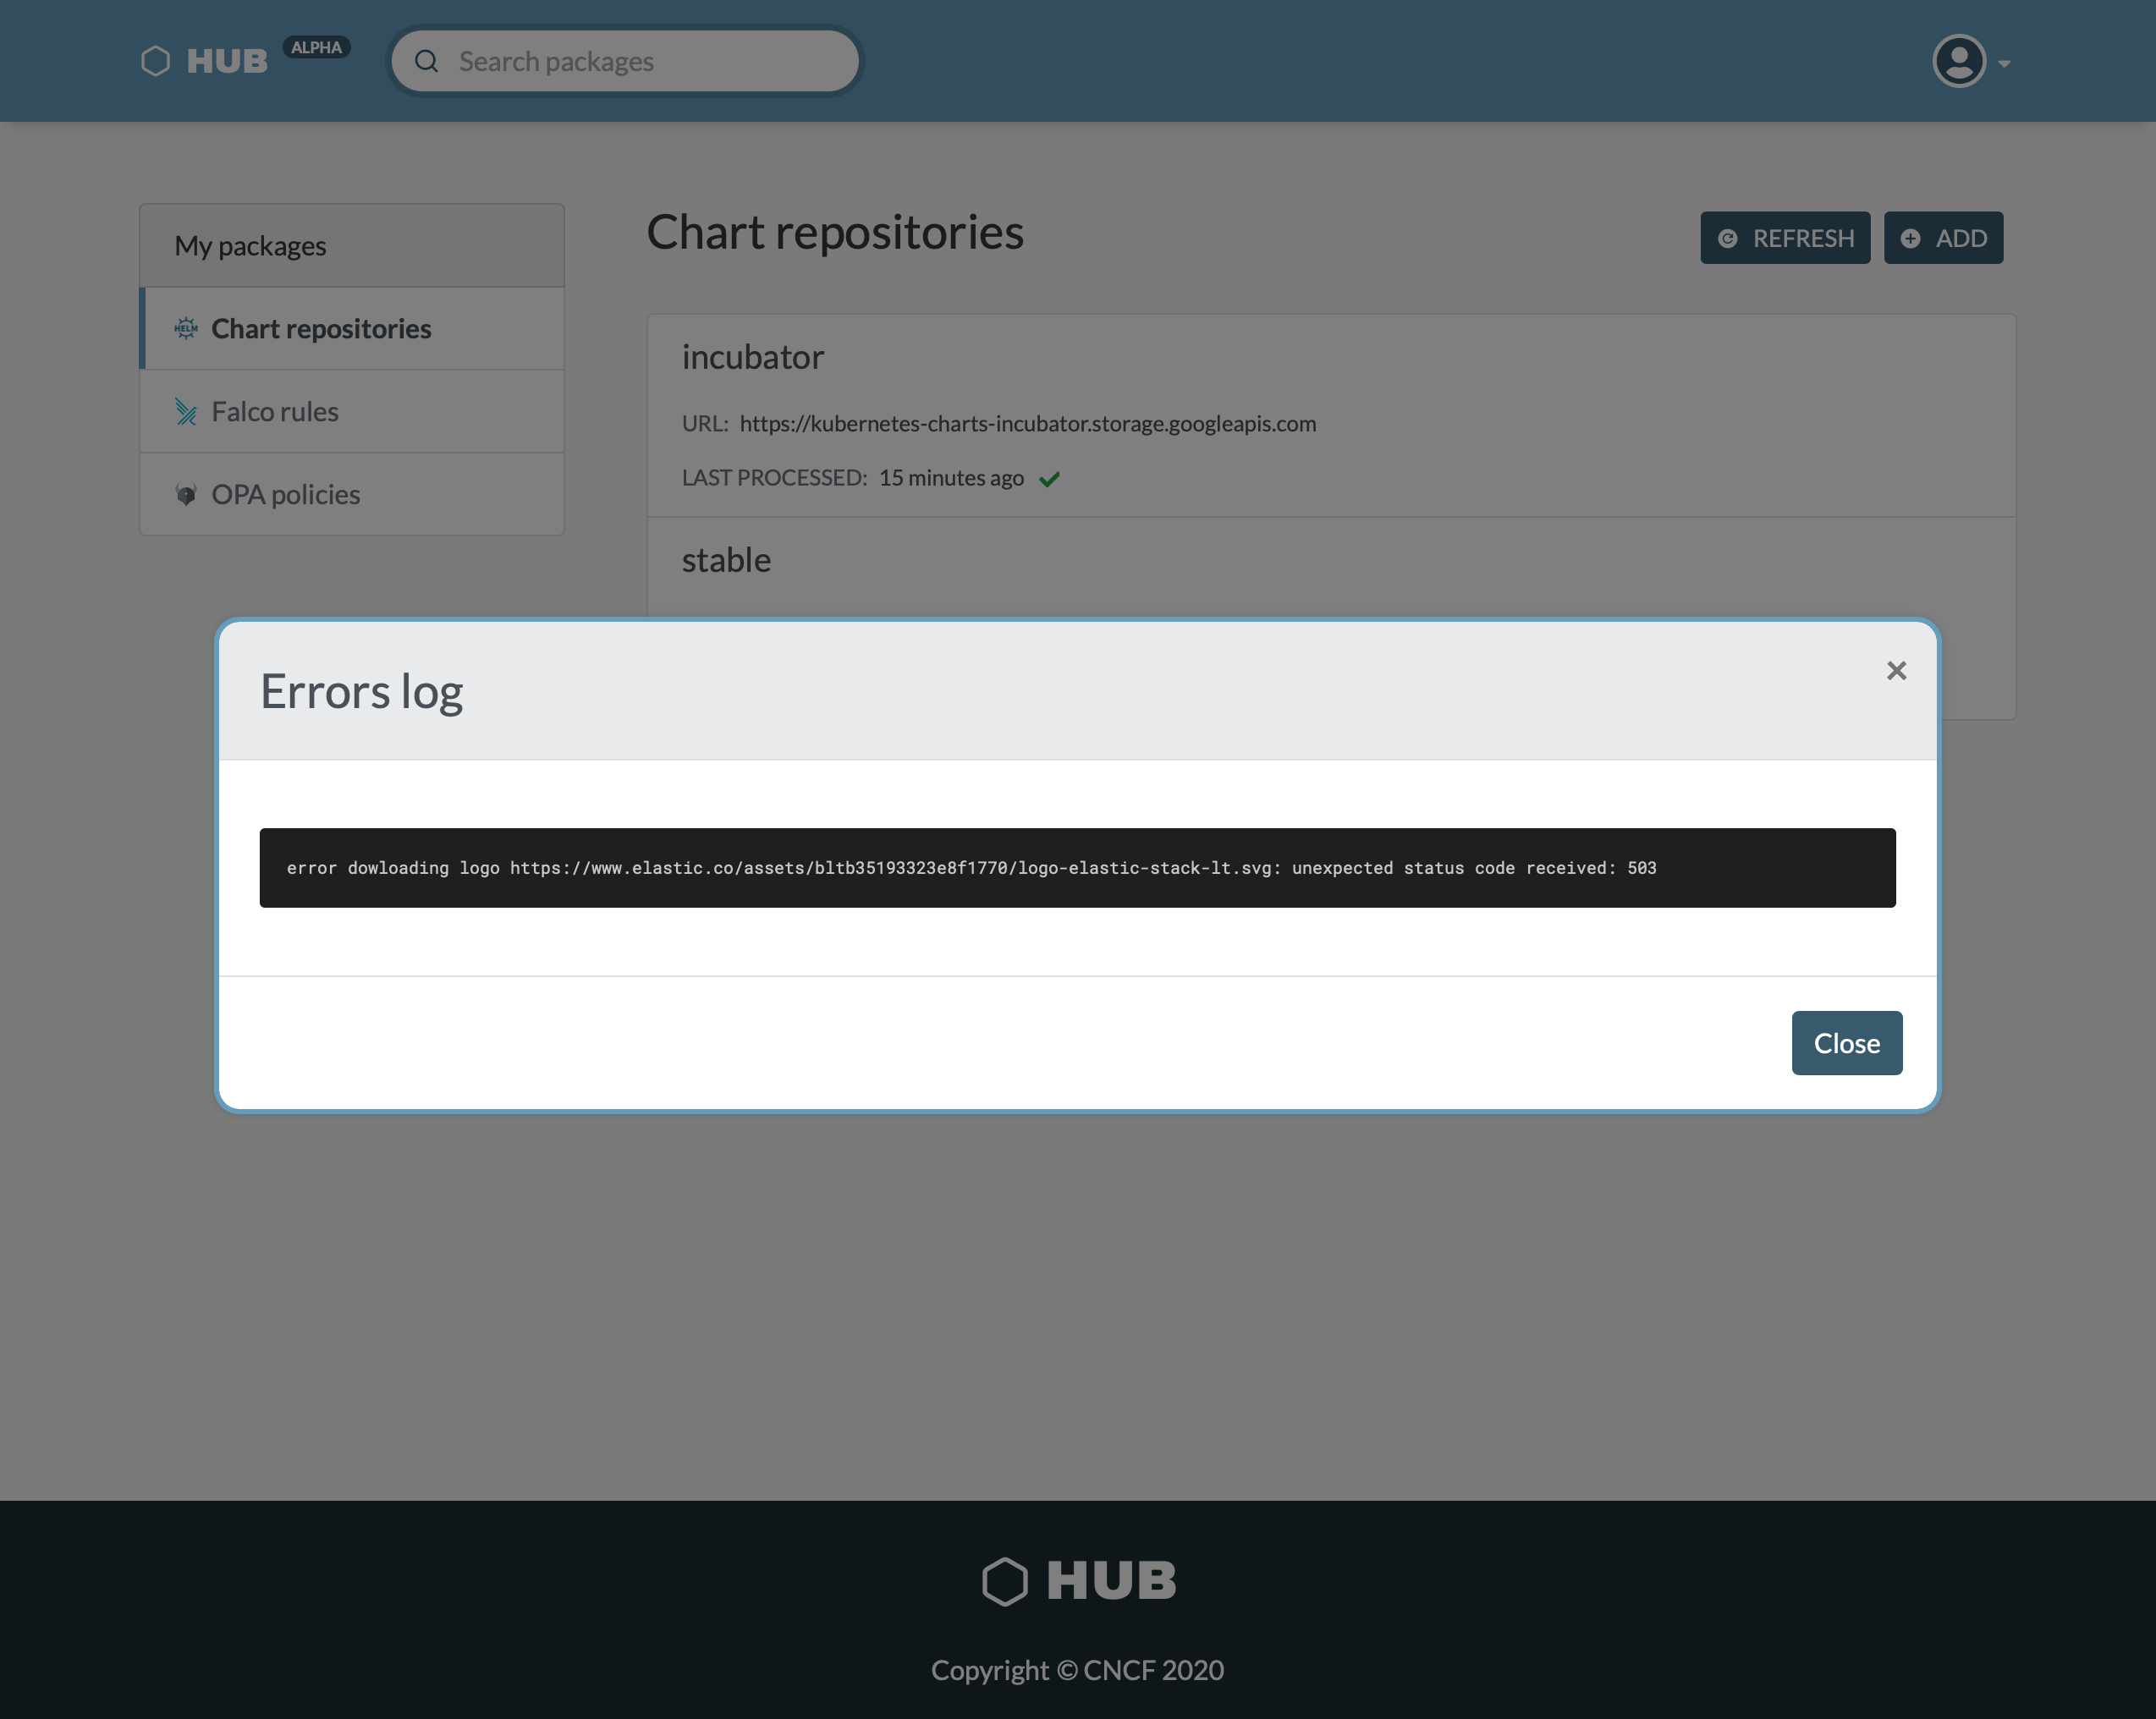 HUB ALPHA
Search packages
My packages
HELM Chart repositories
Falco rules
OPA policies
Chart repositories
REFRESH
ADD
incubator
URL: https://kubernetes-charts-incubator.storage.googleapis.com
LAST PROCESSED: 15 minutes ago
stable
Errors log
error dowloading logo https://www.elastic.co/assets/bltb35193323e8f1770/logo-elastic-stack-lt.svg: unexpected status code received: 503
Close
HUB
Copyright © CNCF 2020